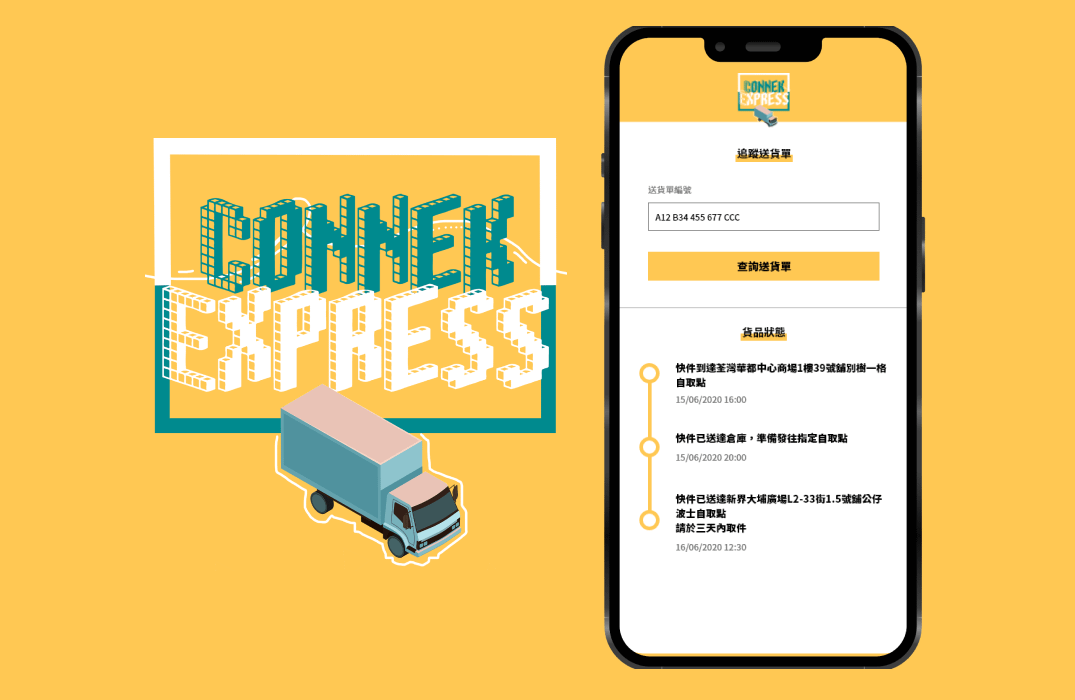 CONNEK
EXPRESS
CONNEK
EXPRESS
追蹤送貨單
送貨單編號
A12 B34 455 677 CCC
查詢送貨單
貨品狀態
快件到達荃灣華都中心商場1樓39號舖別樹一格
自取點
15/06/2020 16:00
快件已送達倉庫，準備發往指定自取點
15/06/2020 20:00
快件已送達新界大埔廣場L2-33街1.5號舖公仔
波士自取點
請於三天內取件
16/06/2020 12:30